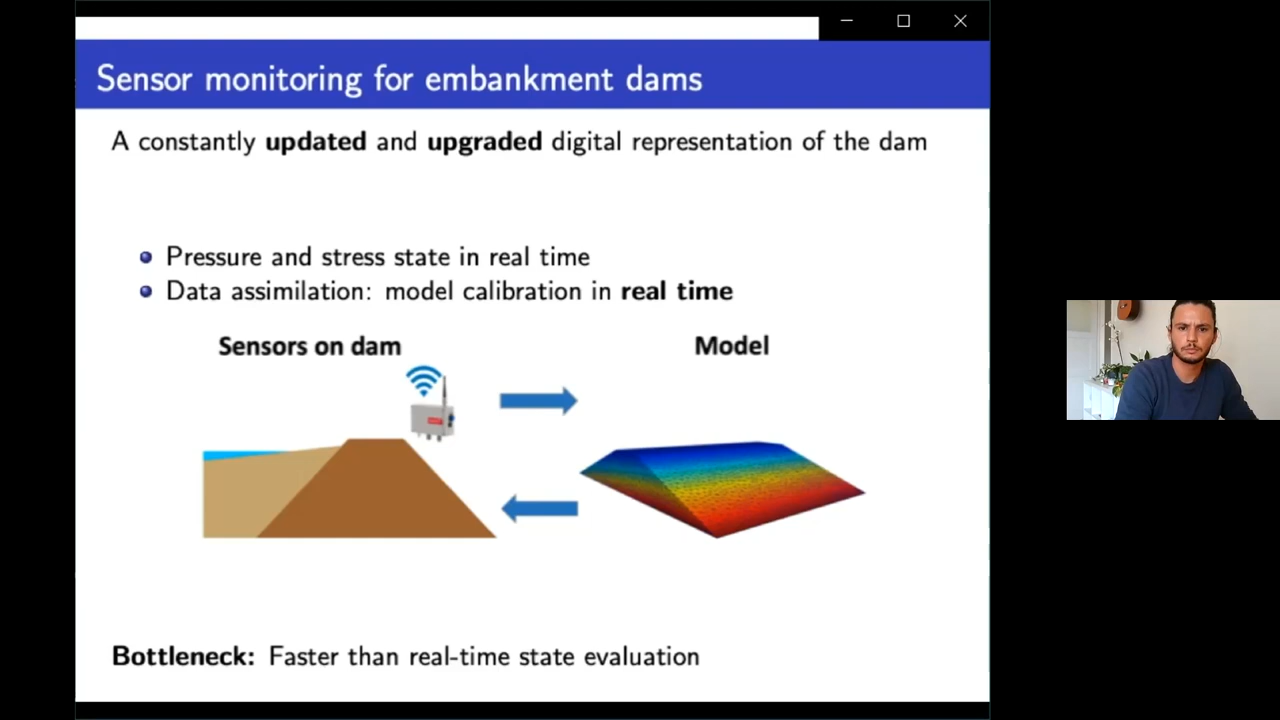 Sensor monitoring for embankment dams
A constantly updated and upgraded digital representation of the dam
Pressure and stress state in real time
Data assimilation: model calibration in real time
Sensors on dam
Model
Bottleneck: Faster than real-time state evaluation